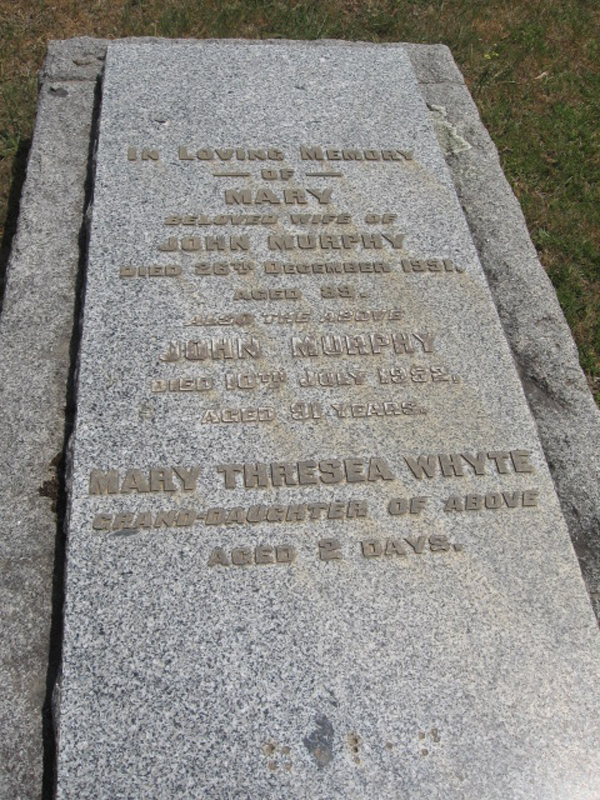 In Loving Memory
— OF —
MARY
BELOVED WIFE OF
JOHN MURPHY
DIED 26TH DECEMBER 1931,
AGED 89.
ALSO THE ABOVE
JOHN MURPHY
DIED 10TH JULY 1932,
AGED 91 YEARS.
MARY THRESEA WHYTE
GRAND-DAUGHTER OF ABOVE
AGED 2 DAYS.